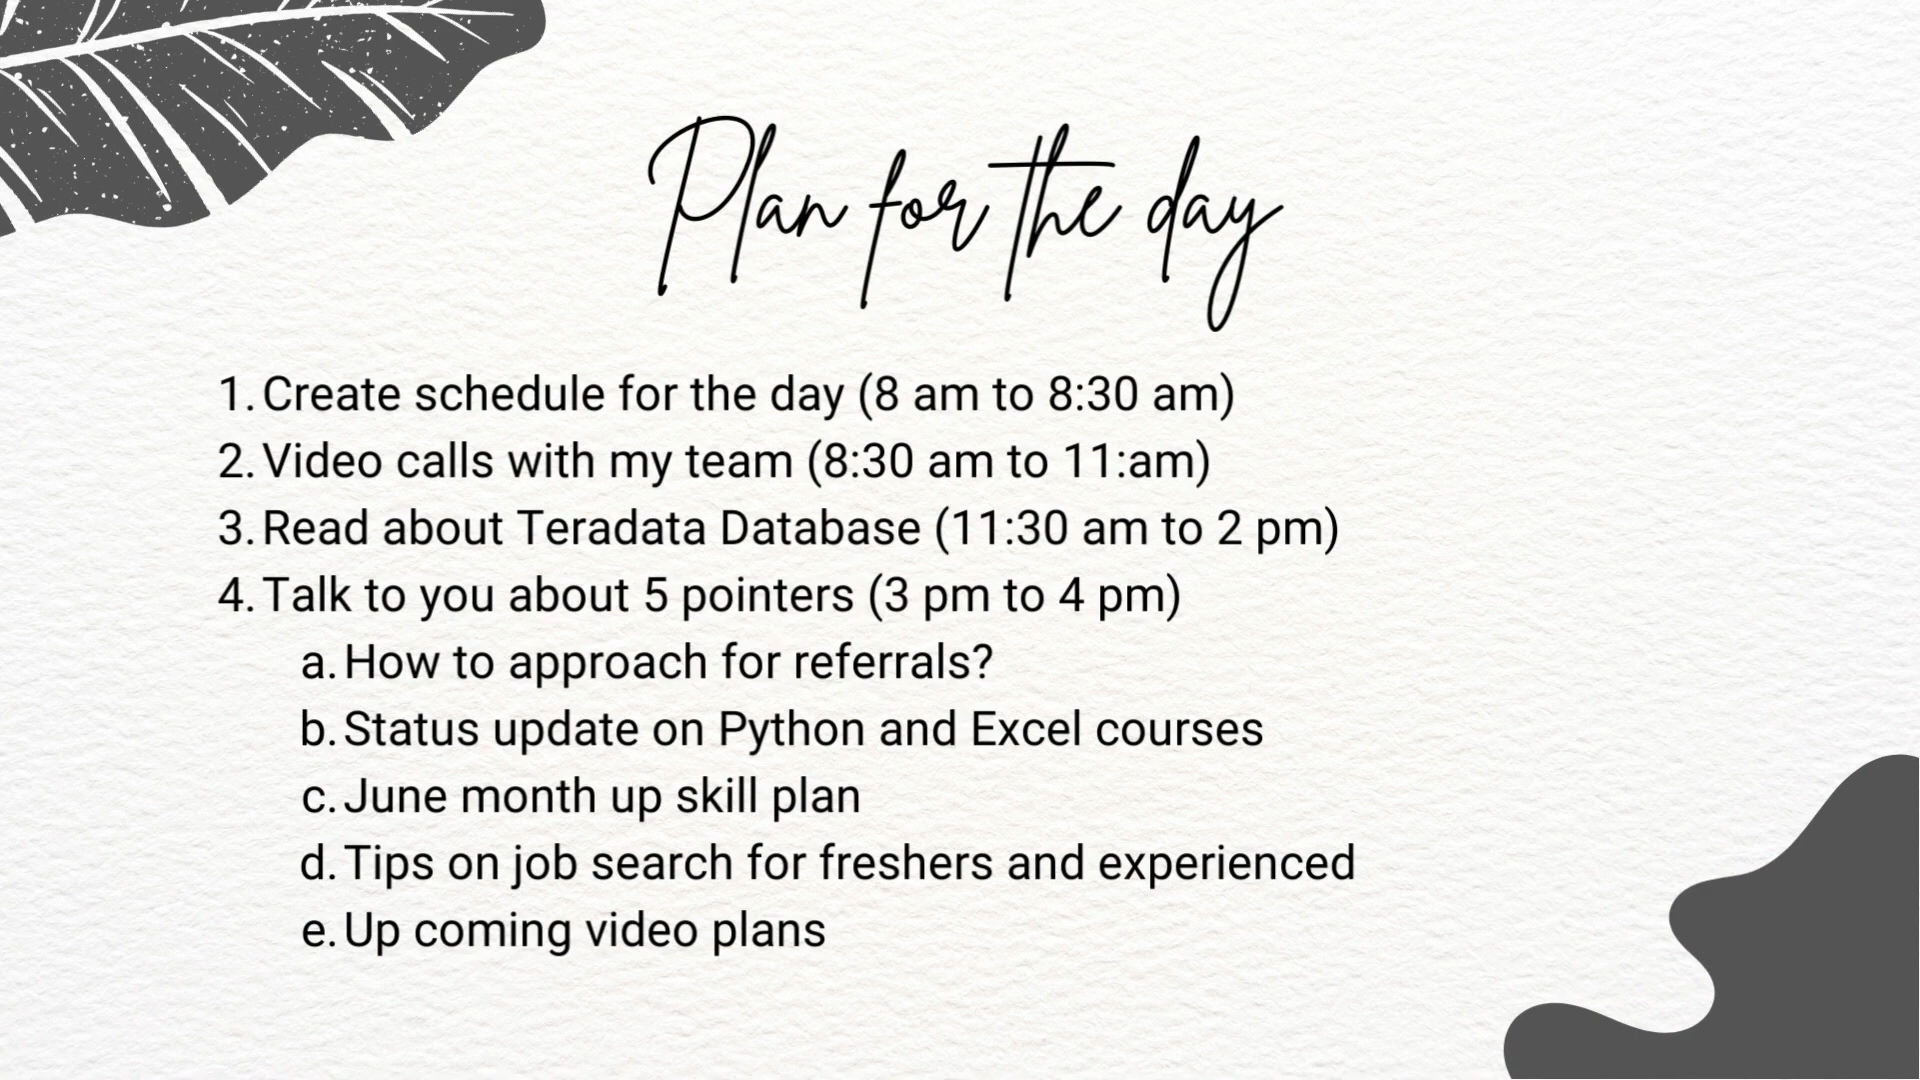 Plan for the day
1. Create schedule for the day (8 am to 8:30 am)
2. Video calls with my team (8:30 am to 11:am)
3. Read about Teradata Database (11:30 am to 2 pm)
4. Talk to you about 5 pointers (3 pm to 4 pm)
a. How to approach for referrals?
b. Status update on Python and Excel courses
c. June month up skill plan
d. Tips on job search for freshers and experienced
e. Up coming video plans